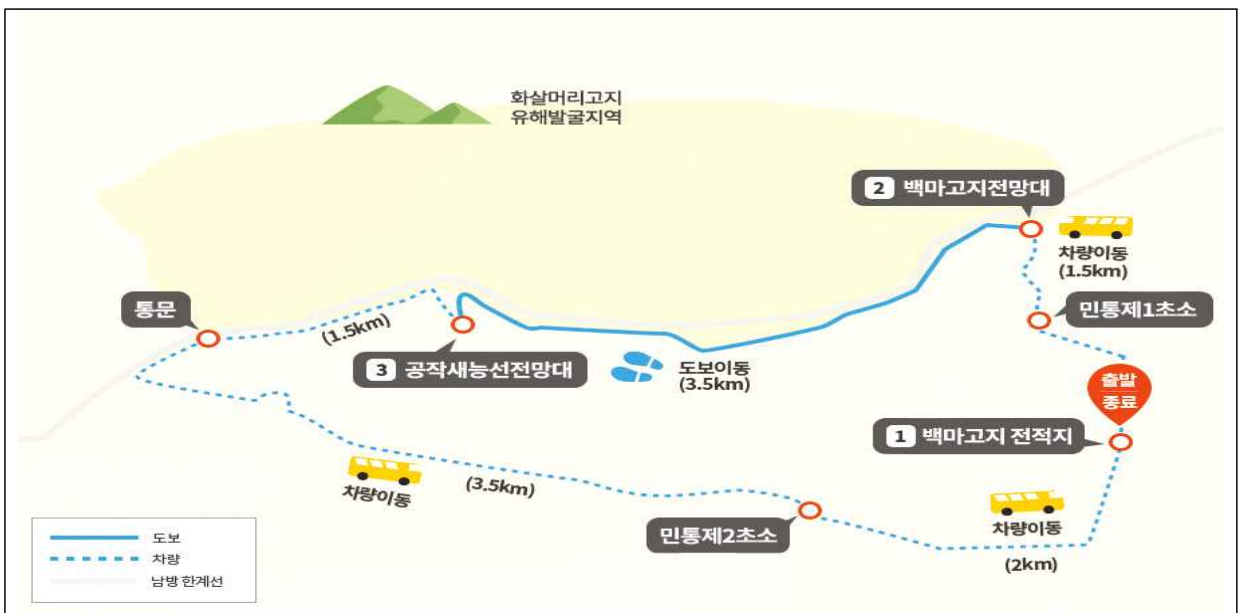 화살머리고지
유해발굴지역
2 백마고지전망대
차량이동
(1.5km)
통문
민통제1초소
(1.5km)
3 공작새능선전망대
도보이동
(3.5km)
출발
종료
1 백마고지 전적지
차량이동
(3.5km)
민통제2초소
차량이동
(2km)
도보
차량
남방 한계선